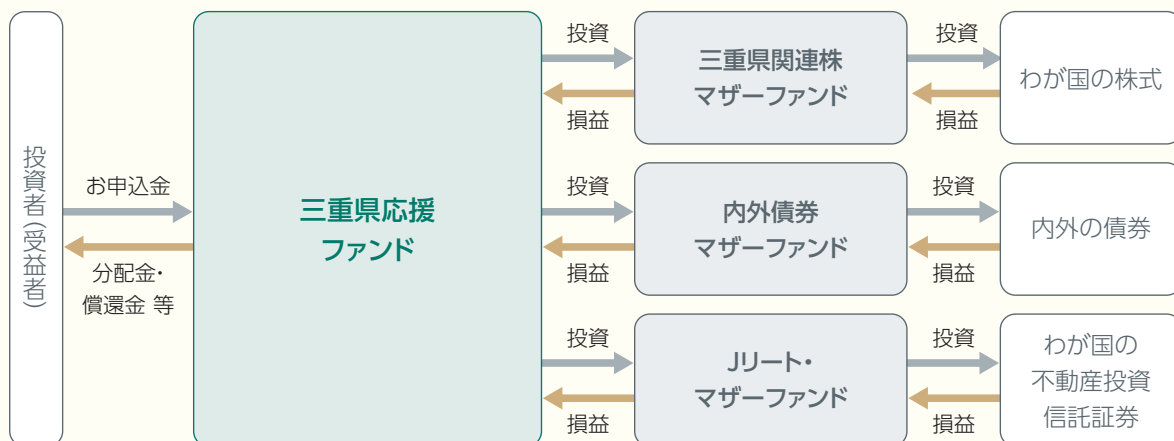 投資者（受益者）
お申込金
分配金・
償還金 等
三重県応援
ファンド
投資
損益
三重県関連株
マザーファンド
投資
損益
わが国の株式
投資
損益
内外債券
マザーファンド
投資
損益
内外の債券
投資
損益
Jリート・
マザーファンド
投資
損益
わが国の
不動産投資
信託証券